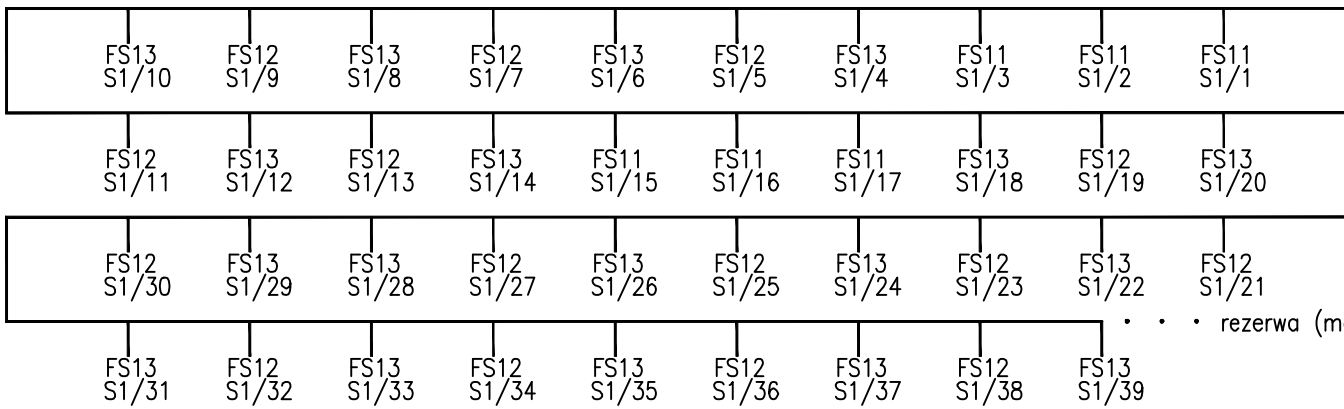 FS13 FS12 FS13 FS12 FS13 FS12 FS13 FS11 FS11 FS11
S1/10 S1/9 S1/8 S1/7 S1/6 S1/5 S1/4 S1/3 S1/2 S1/1
FS12 FS13 FS12 FS13 FS11 FS11 FS11 FS13 FS12 FS13
S1/11 S1/12 S1/13 S1/14 S1/15 S1/16 S1/17 S1/18 S1/19 S1/20
FS12 FS13 FS13 FS12 FS13 FS12 FS13 FS12 FS13 FS12
S1/30 S1/29 S1/28 S1/27 S1/26 S1/25 S1/24 S1/23 S1/22 S1/21
rezerwa
FS13 FS12 FS13 FS12 FS13 FS12 FS13 FS12 FS13
S1/31 S1/32 S1/33 S1/34 S1/35 S1/36 S1/37 S1/38 S1/39